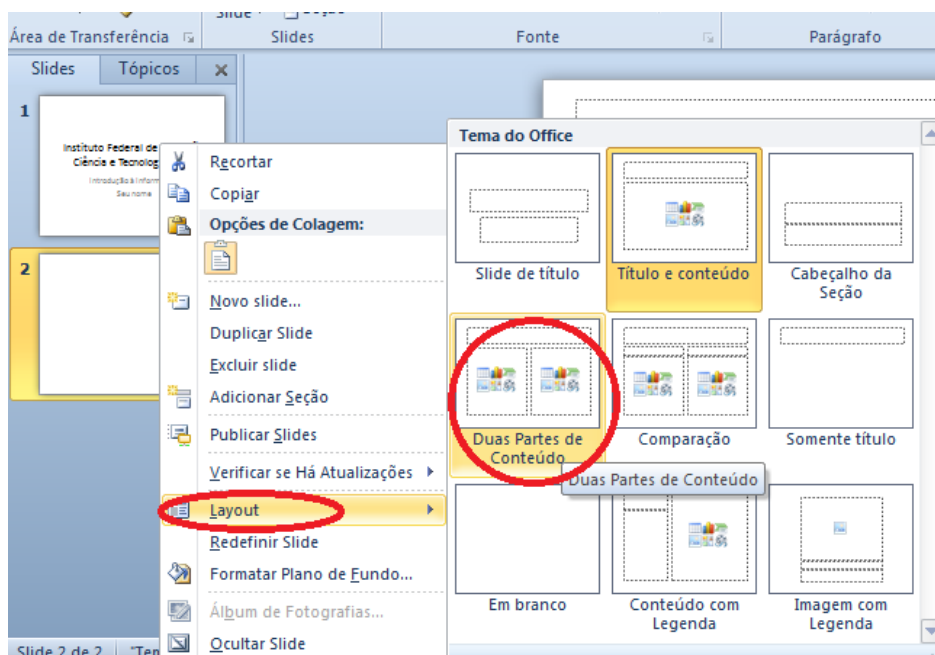 Slide
Área de Transferência
Slides
Fonte
Parágrafo
Slides
Tópicos
1
Instituto Federal de
Ciência e Tecnolog
Introdução à Inform
Seu nome
2
Recortar
Copiar
Opções de Colagem:
Novo slide...
Duplicar Slide
Excluir slide
Adicionar Seção
Publicar Slides
Verificar se Há Atualizações
Layout
Redefinir Slide
Formatar Plano de Fundo...
Álbum de Fotografias...
Ocultar Slide
Tema do Office
Slide de título
Título e conteúdo
Cabeçalho da
Seção
Duas Partes de
Conteúdo
Comparação
Somente título
Duas Partes de Conteúdo
Em branco
Conteúdo com
Legenda
Imagem com
Legenda
Slide 2 de 2
"Ten